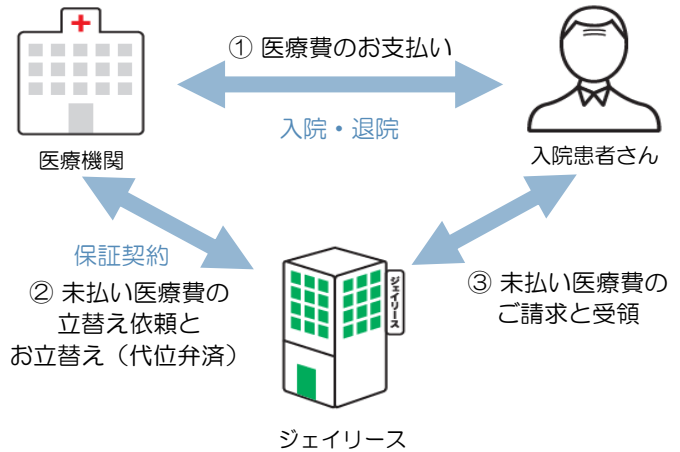 ① 医療費のお支払い
入院・退院
医療機関
入院患者さん
保証契約
② 未払い医療費の
立替え依頼と
お立替え（代位弁済）
③ 未払い医療費の
ご請求と受領
ジェイリース
ジェイリース